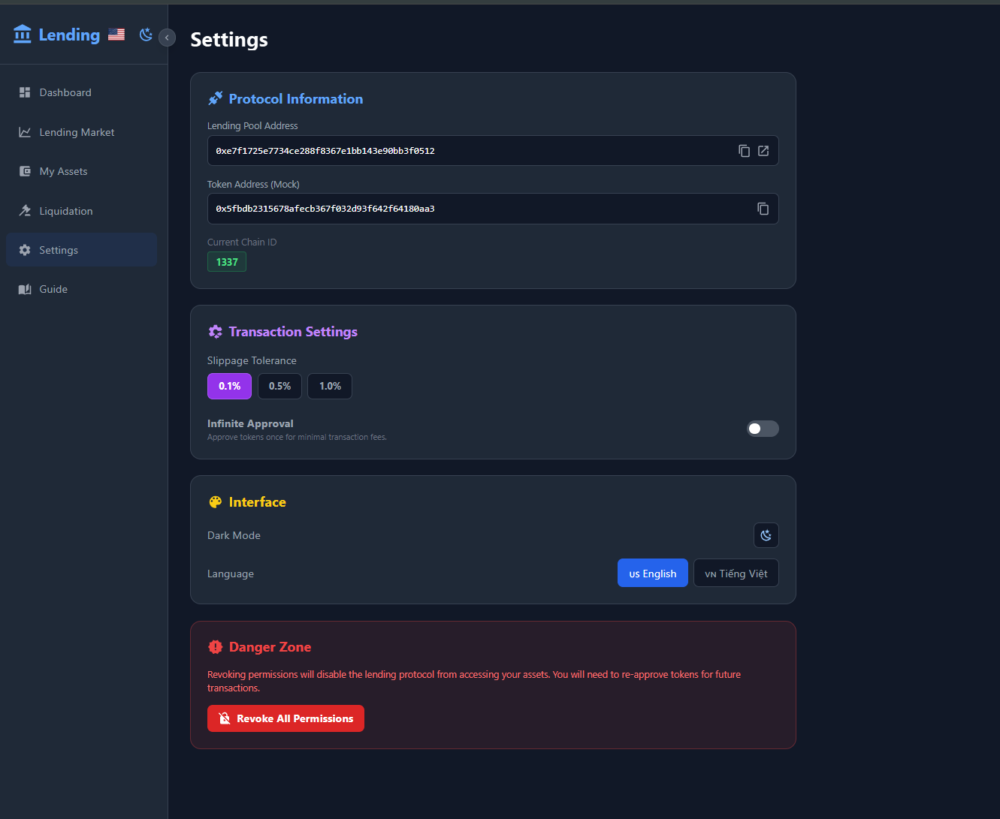 Lending
Settings
Dashboard
Lending Market
My Assets
Liquidation
Settings
Guide
Protocol Information
Lending Pool Address
0xe7f1725e7734ce288f8367e1bb143e90bb3f0512
Token Address (Mock)
0x5fbdb2315678afecb367f032d93f642f64180aa3
Current Chain ID
1337
Transaction Settings
Slippage Tolerance
0.1% 0.5% 1.0%
Infinite Approval
Approve tokens once for minimal transaction fees.
Interface
Dark Mode
Language
US English VN Tiếng Việt
Danger Zone
Revoking permissions will disable the lending protocol from accessing your assets. You will need to re-approve tokens for future
transactions.
Revoke All Permissions